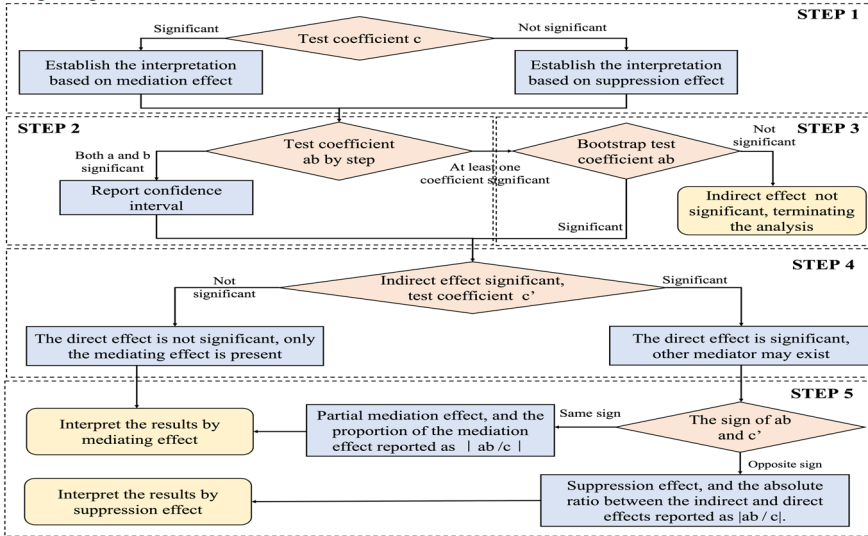 STEP 1
Significant
Test coefficient c
Not significant
Establish the interpretation
based on mediation effect
Establish the interpretation
based on suppression effect
STEP 2
Test coefficient
ab by step
Both a and b
significant
Report confidence
interval
At least one
coefficient significant
STEP 3
Bootstrap test
coefficient ab
Not
significant
Indirect effect not
significant, terminating
the analysis
Significant
STEP 4
Not
significant
Indirect effect significant,
test coefficient c’
Significant
The direct effect is not significant, only
the mediating effect is present
The direct effect is significant,
other mediator may exist
STEP 5
Interpret the results by
mediating effect
Partial mediation effect, and the
proportion of the mediation
effect reported as | ab /c |
Same sign
The sign of ab
and c’
Opposite sign
Interpret the results by
suppression effect
Suppression effect, and the absolute
ratio between the indirect and direct
effects reported as |ab / c|.